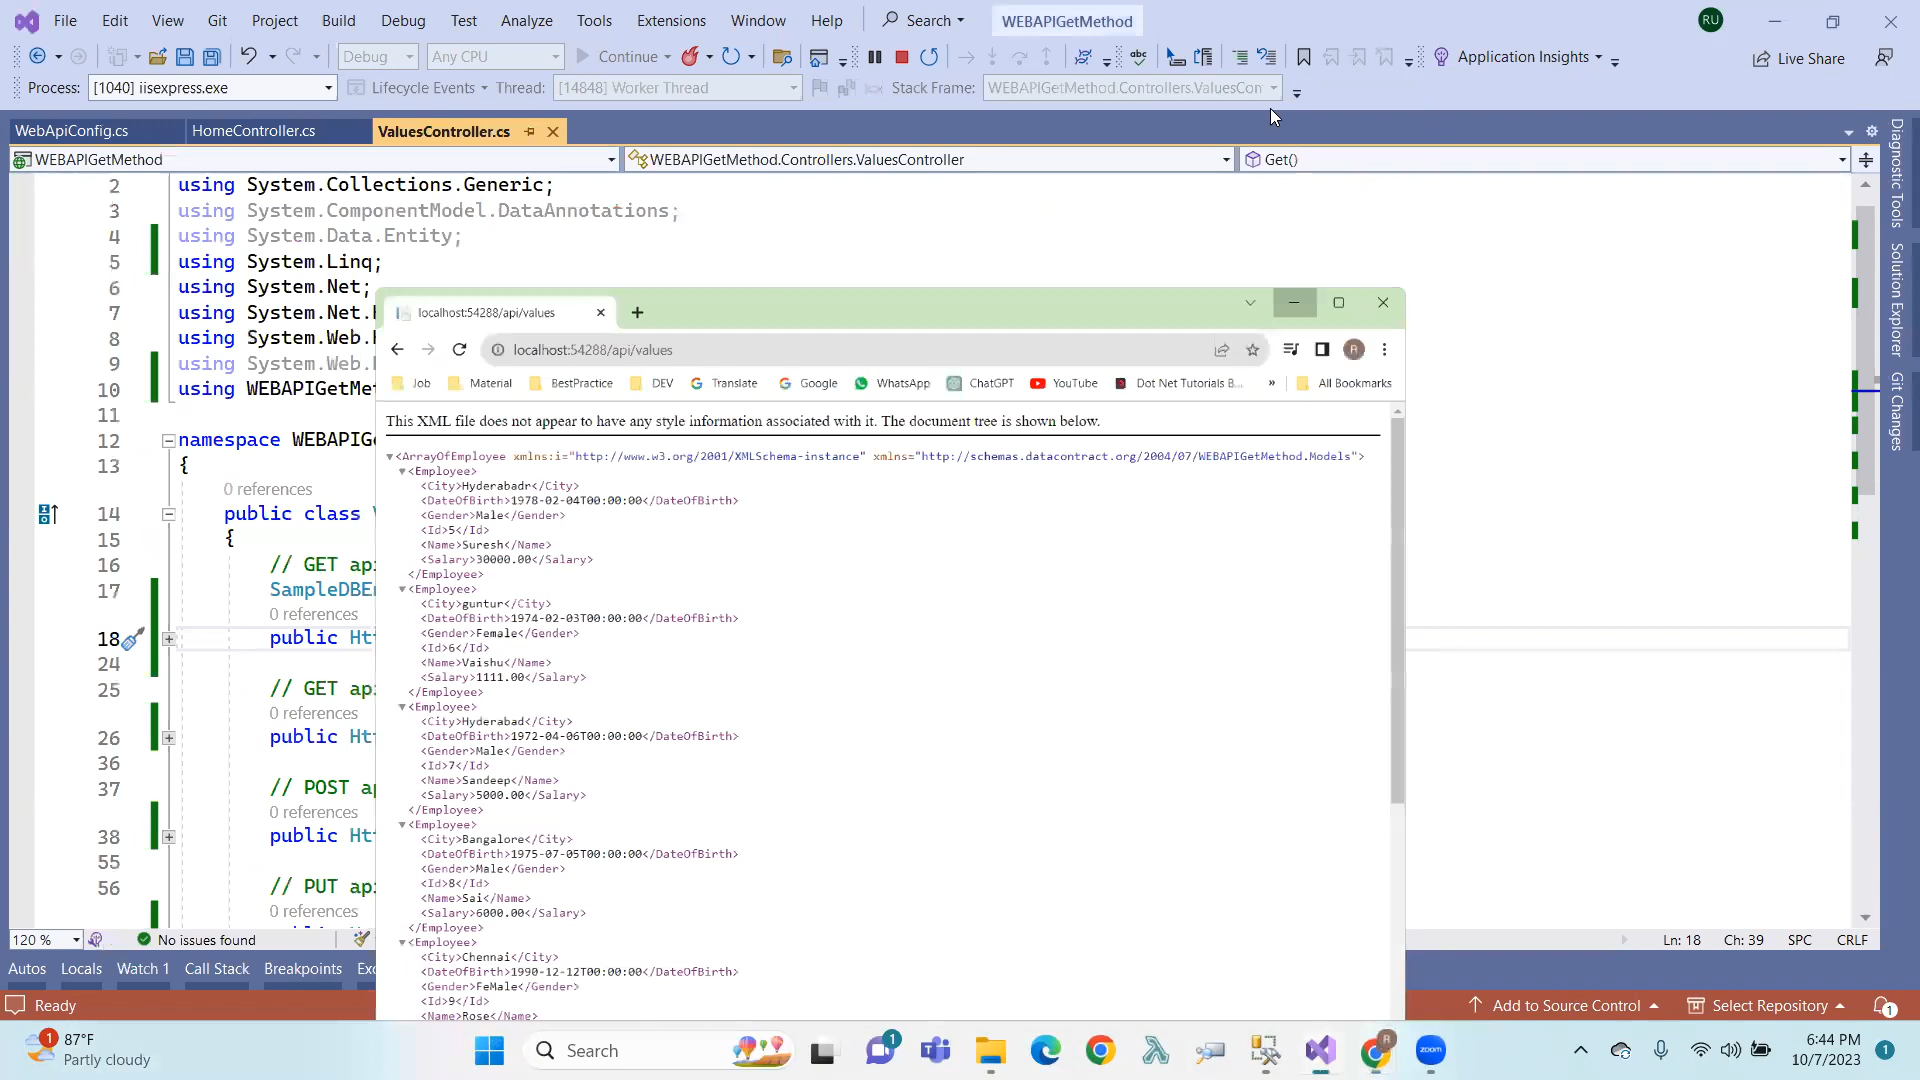 File Edit View Git Project Build Debug Test Analyze Tools Extensions Window Help Search WEBAPIGetMethod RU
Debug Any CPU Continue Application Insights Live Share
Process: [1040] iisexpress.exe Lifecycle Events Thread: [14848] Worker Thread Stack Frame: WEBAPIGetMethod.Controllers.ValuesCon
WebApiConfig.cs HomeController.cs ValuesController.cs
WEBAPIGetMethod WEBAPIGetMethod.Controllers.ValuesController Get()
2 using System.Collections.Generic;
3 using System.ComponentModel.DataAnnotations;
4 using System.Data.Entity;
5 using System.Linq;
6 using System.Net;
7 using System.Net.
8 using System.Web.
9 using System.Web.
10 using WEBAPIGetMe
11
12 namespace WEBAPIG
13 {
0 references
14 public class
15 {
16 // GET api
17 SampleDBE
0 references
18 public Ht
24
25 // GET api
0 references
26 public Ht
36
37 // POST a
0 references
38 public Ht
55
56 // PUT api
0 references
120 % No issues found Ln: 18 Ch: 39 SPC CRLF
Autos Locals Watch 1 Call Stack Breakpoints Exc
Ready Add to Source Control Select Repository 1
Diagnostic Tools
Solution Explorer
Git Changes
localhost:54288/api/values
localhost:54288/api/values R
Job Material BestPractice DEV Translate Google WhatsApp ChatGPT YouTube Dot Net Tutorials B... » All Bookmarks
This XML file does not appear to have any style information associated with it. The document tree is shown below.
<ArrayOfEmployee xmlns:i="http://www.w3.org/2001/XMLSchema-instance" xmlns="http://schemas.datacontract.org/2004/07/WEBAPIGetMethod.Models">
<Employee>
<City>Hyderabadr</City>
<DateOfBirth>1978-02-04T00:00:00</DateOfBirth>
<Gender>Male</Gender>
<Id>5</Id>
<Name>Suresh</Name>
<Salary>30000.00</Salary>
</Employee>
<Employee>
<City>guntur</City>
<DateOfBirth>1974-02-03T00:00:00</DateOfBirth>
<Gender>Female</Gender>
<Id>6</Id>
<Name>Vaishu</Name>
<Salary>1111.00</Salary>
</Employee>
<Employee>
<City>Hyderabad</City>
<DateOfBirth>1972-04-06T00:00:00</DateOfBirth>
<Gender>Male</Gender>
<Id>7</Id>
<Name>Sandeep</Name>
<Salary>5000.00</Salary>
</Employee>
<Employee>
<City>Bangalore</City>
<DateOfBirth>1975-07-05T00:00:00</DateOfBirth>
<Gender>Male</Gender>
<Id>8</Id>
<Name>Sai</Name>
<Salary>6000.00</Salary>
</Employee>
<Employee>
<City>Chennai</City>
<DateOfBirth>1990-12-12T00:00:00</DateOfBirth>
<Gender>FeMale</Gender>
<Id>9</Id>
<Name>Rose</Name>
1 87°F
Partly cloudy
Search 1 zoom
6:44 PM
10/7/2023 1